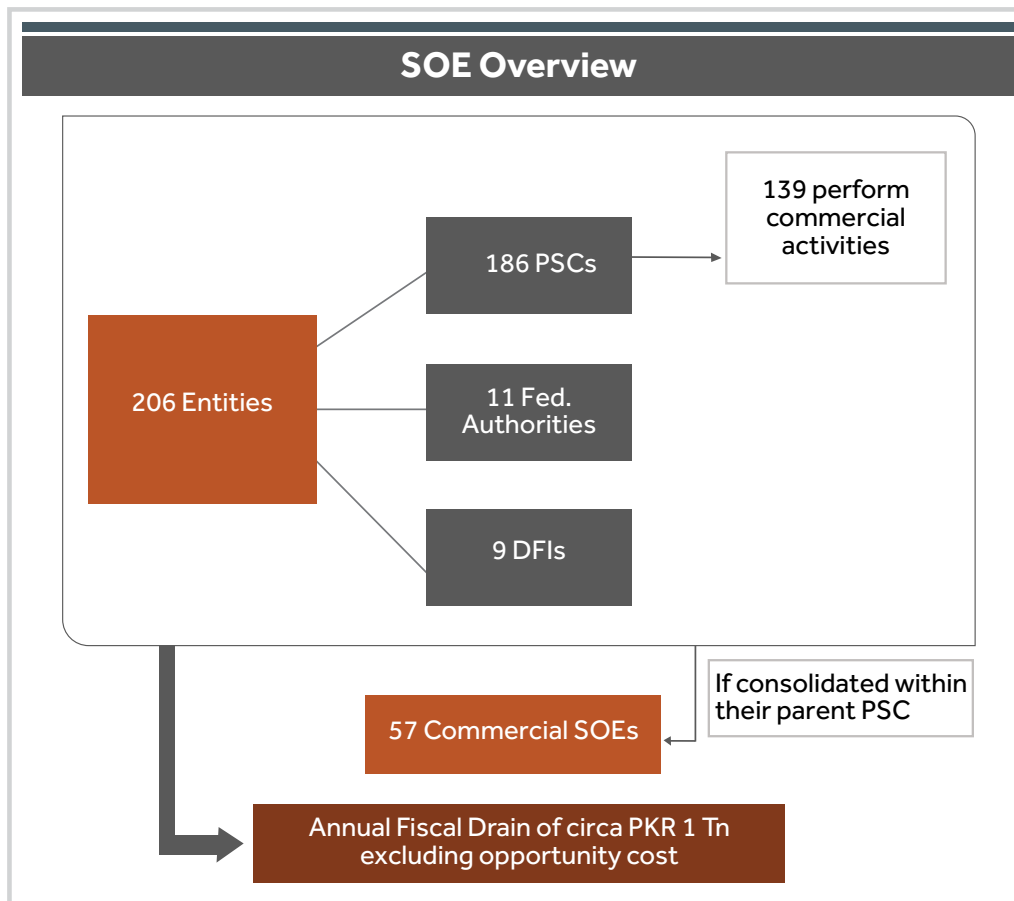 SOE Overview
139 perform
commercial
activities
186 PSCs
206 Entities
11 Fed.
Authorities
9 DFIs
If consolidated within
their parent PSC
57 Commercial SOEs
Annual Fiscal Drain of circa PKR 1 Tn
excluding opportunity cost